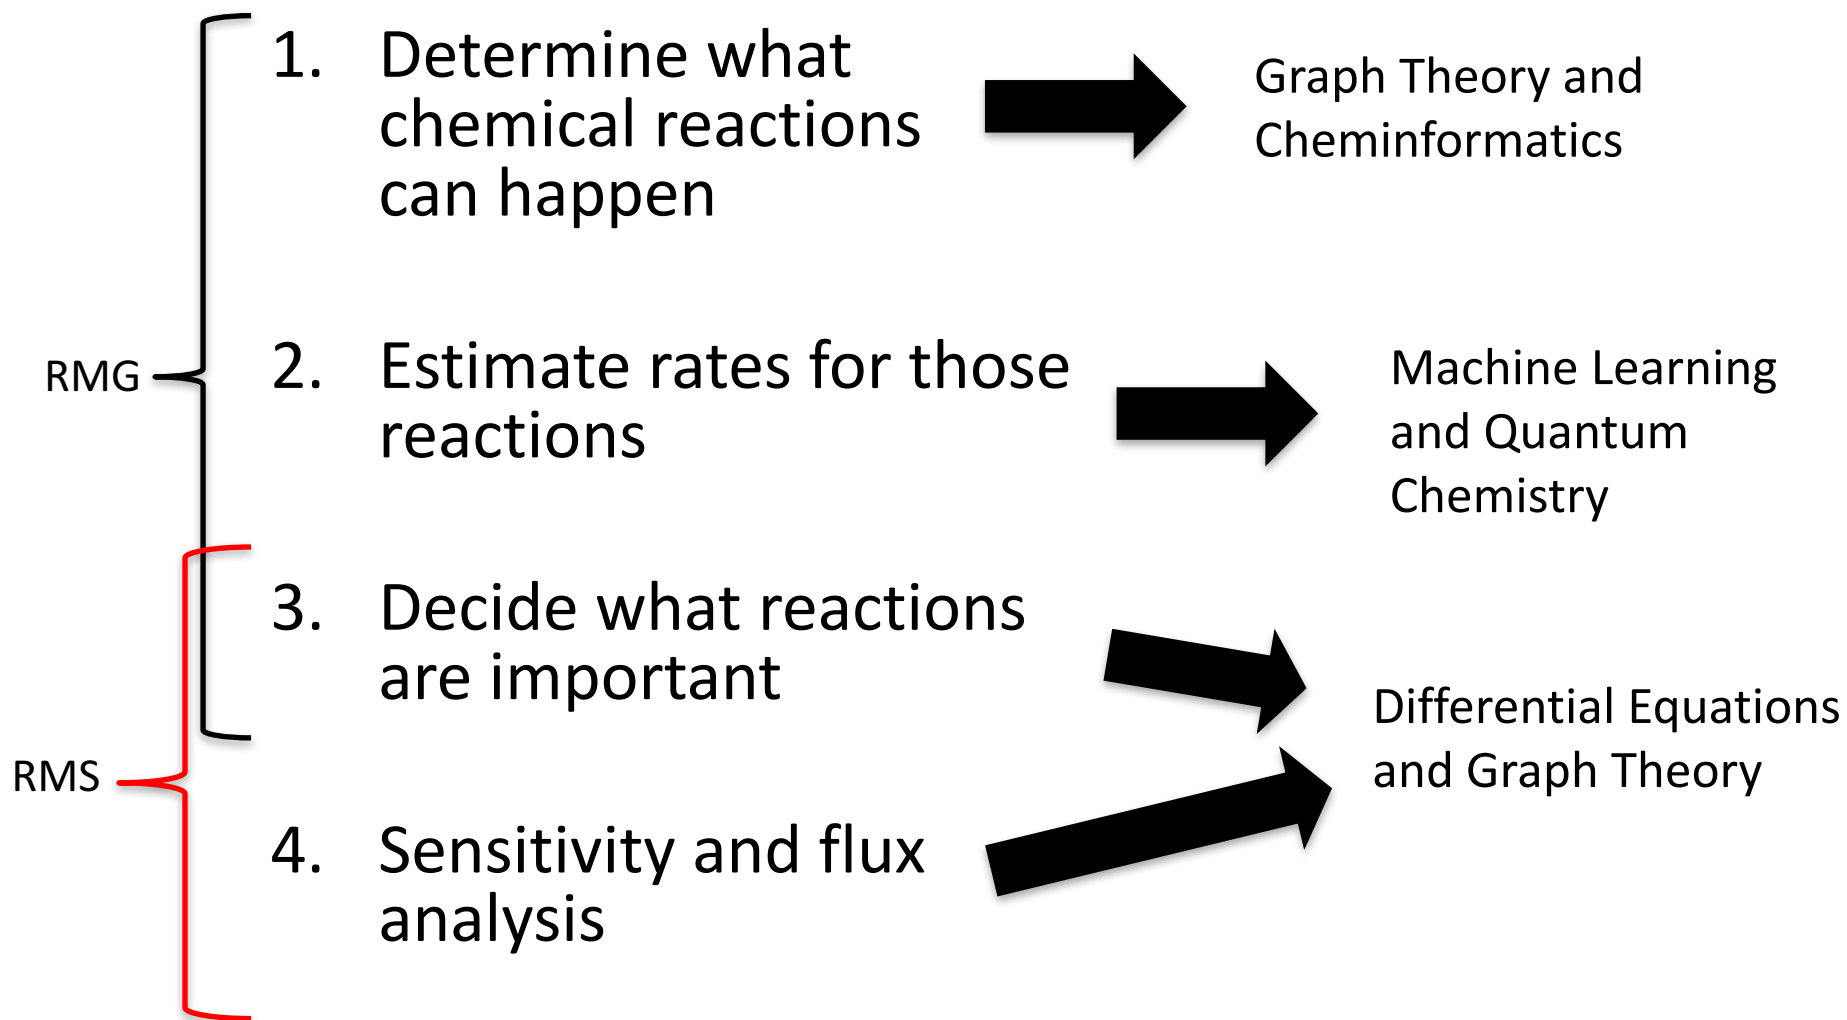 1. Determine what
chemical reactions
can happen
Graph Theory and
Cheminformatics
RMG
2. Estimate rates for those
reactions
Machine Learning
and Quantum
Chemistry
3. Decide what reactions
are important
Differential Equations
and Graph Theory
RMS
4. Sensitivity and flux
analysis